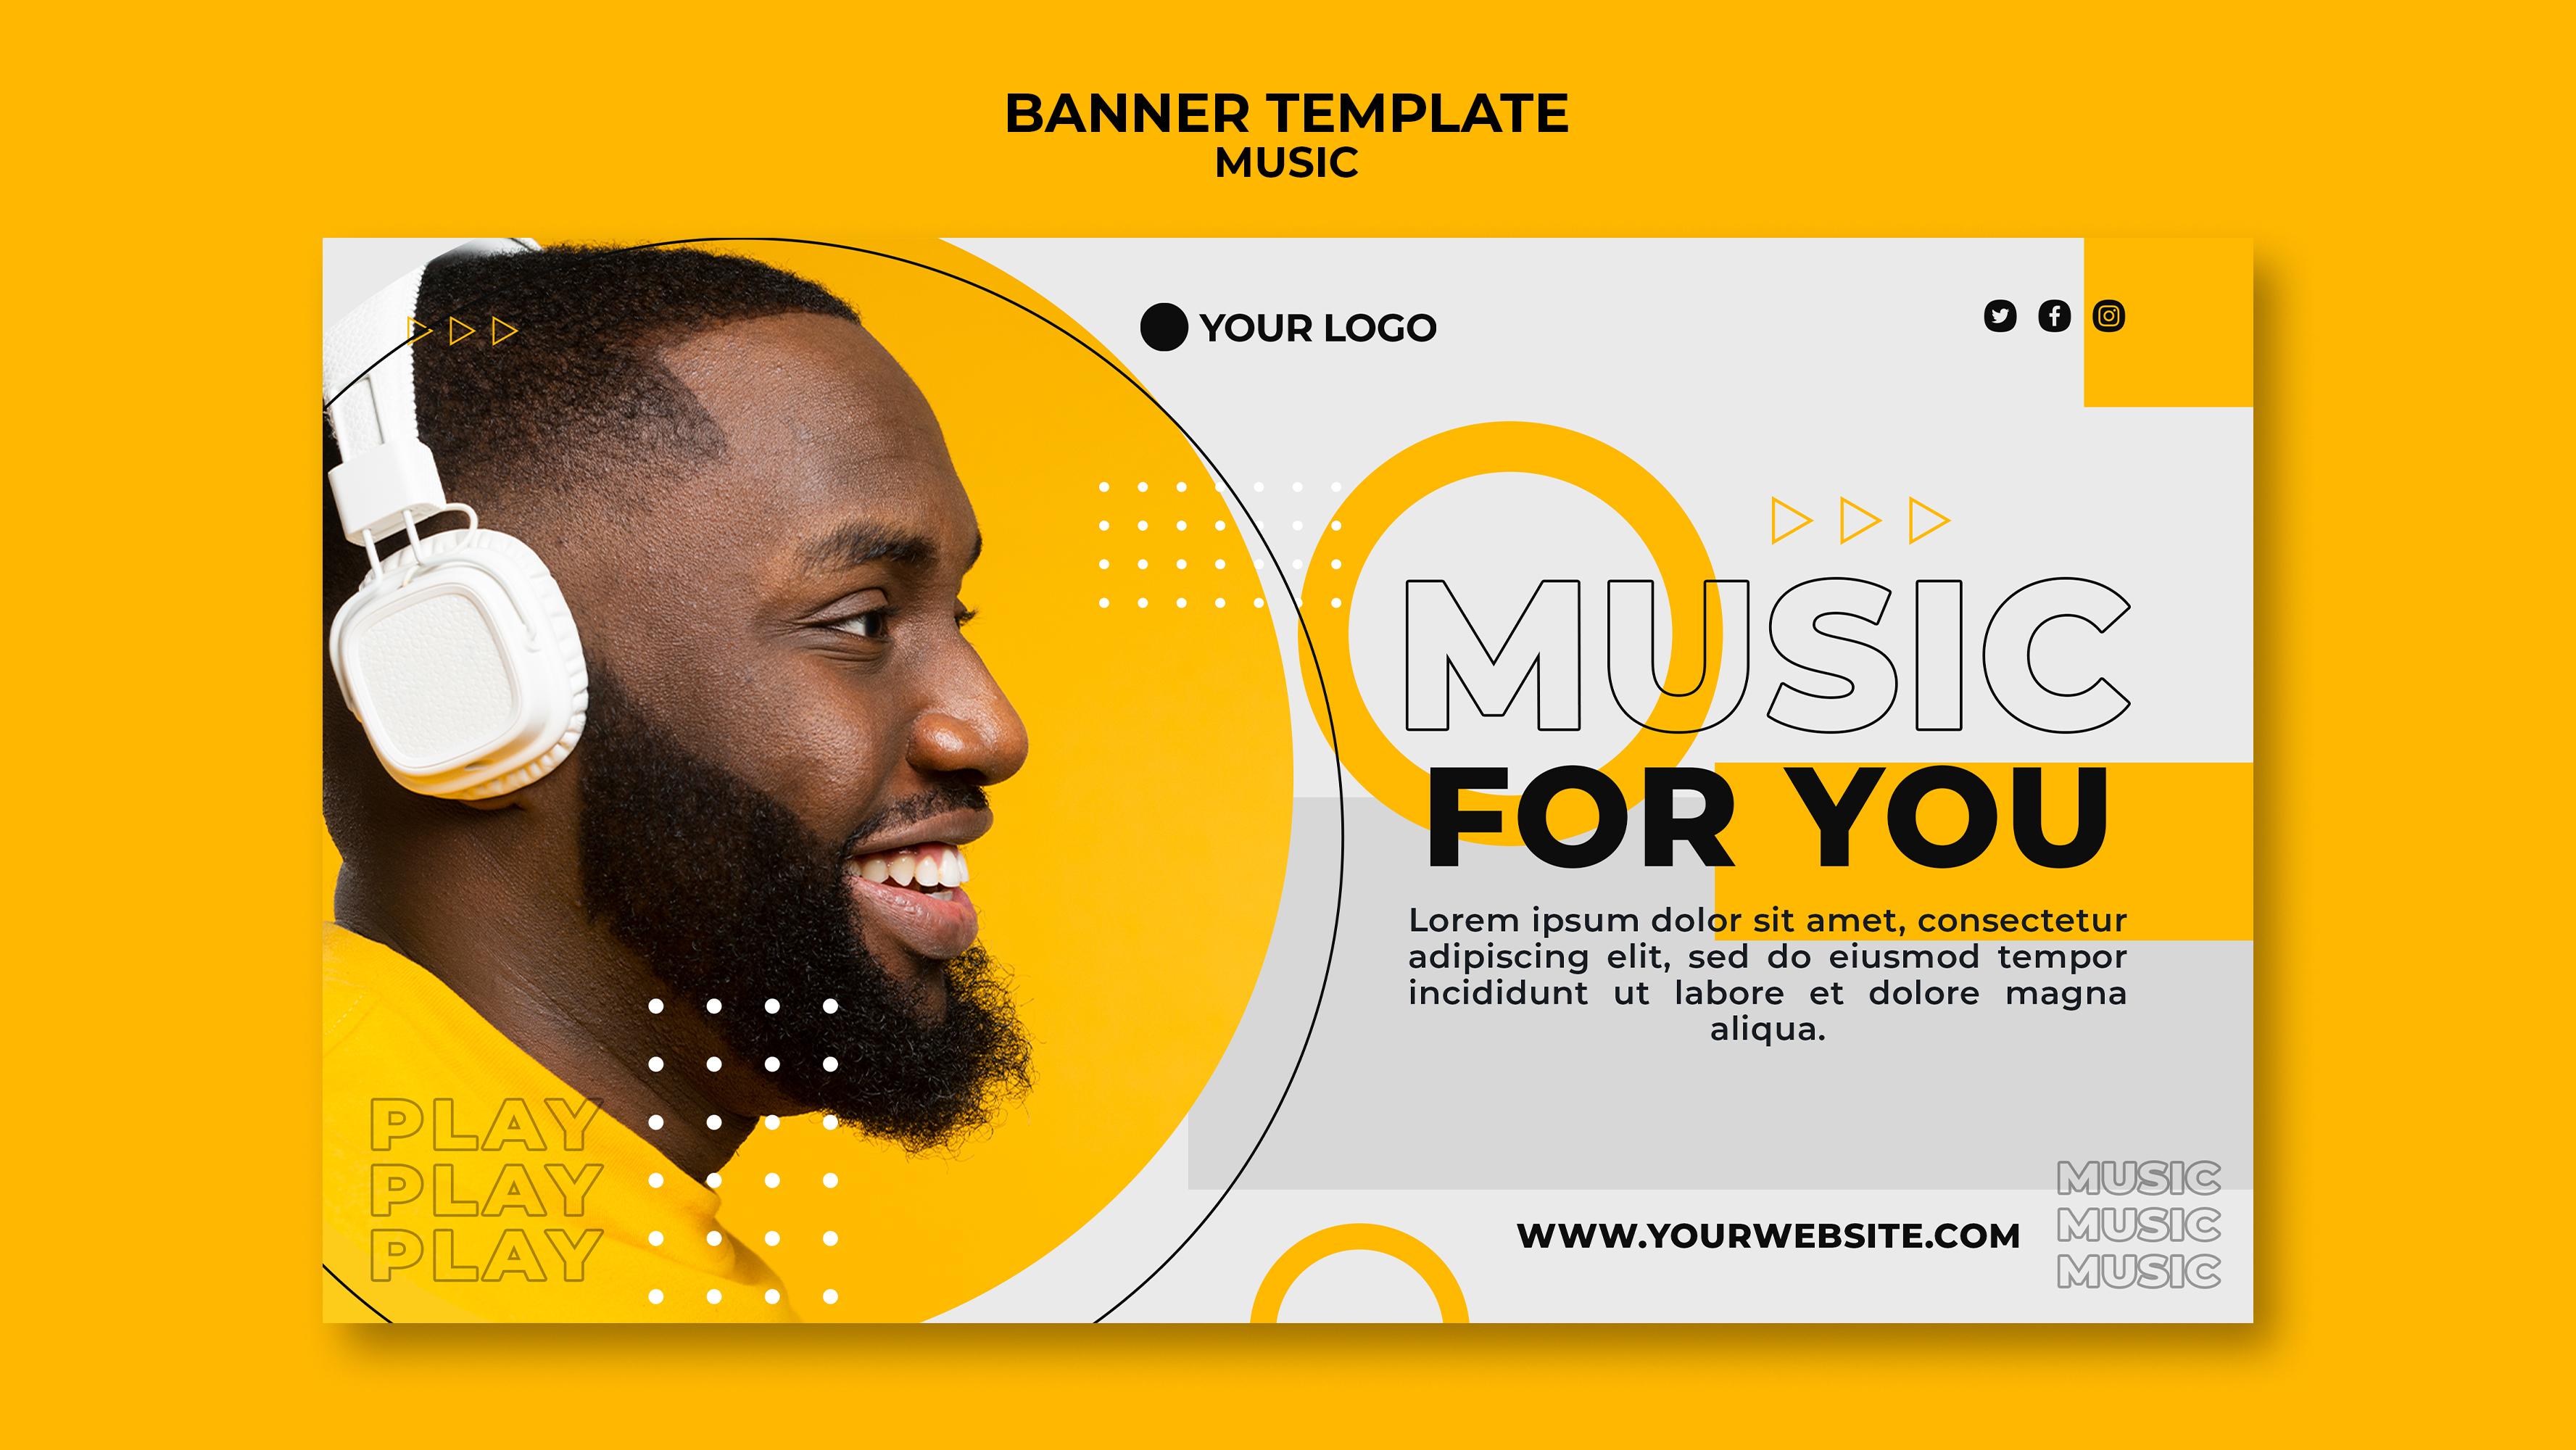 BANNER TEMPLATE
MUSIC
YOUR LOGO
MUSIC
FOR YOU
Lorem ipsum dolor sit amet, consectetur
adipiscing elit, sed do eiusmod tempor
incididunt ut labore et dolore magna
aliqua.
PLAY
PLAY
PLAY
WWW.YOURWEBSITE.COM
MUSIC
MUSIC
MUSIC